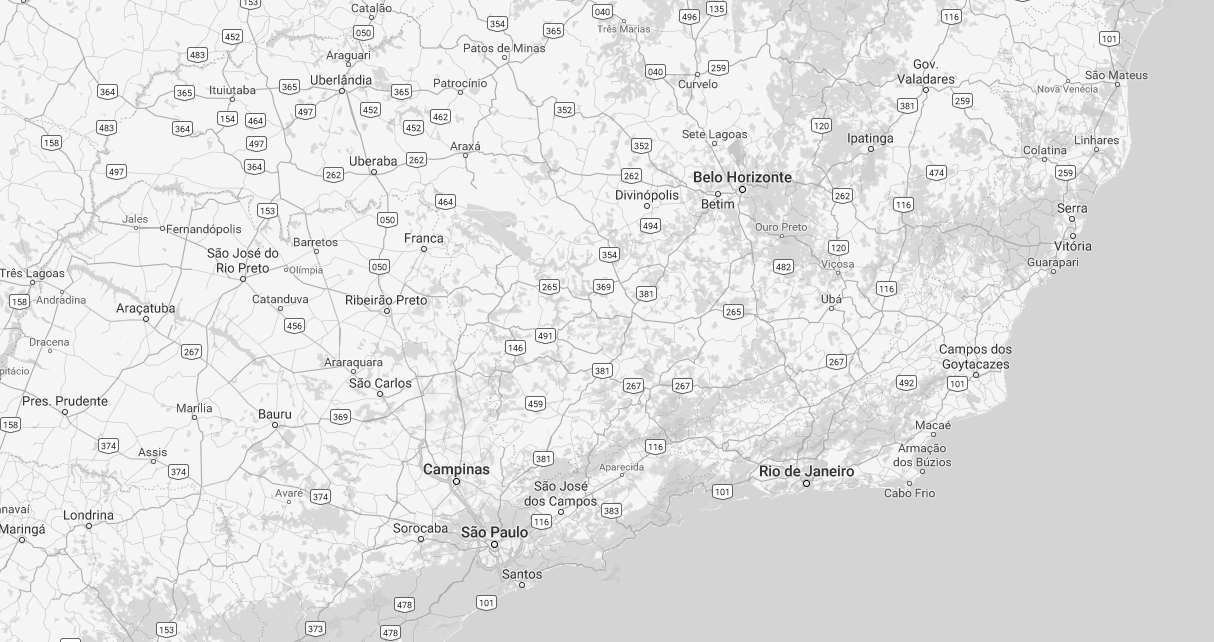 153
Catalão
354
365
040
Três Marias
496
135
116
452
050
101
483
Araguari
Patos de Minas
Gov.
Valadares
040
259
Uberlândia
Patrocínio
Curvelo
São Mateus
Nova Venécia
364
365
Ituiutaba
365
365
381
259
497
452
462
352
154
464
120
483
364
452
Sete Lagoas
Ipatinga
Linhares
158
497
352
Araxá
Colatina
Uberaba
262
364
497
262
262
Belo Horizonte
474
259
Divinópolis
Betim
262
116
464
153
Serra
Jales
Fernandópolis
050
494
Ouro Preto
Franca
Barretos
120
Vitória
São José do
Rio Preto
354
Guarapari
Olímpia
050
482
Viçosa
Três Lagoas
265
369
381
116
158
Andradina
Catanduva
Ribeirão Preto
Ubá
Araçatuba
265
456
491
Dracena
267
146
Campos dos
Goytacazes
Araraquara
267
pitácio
381
São Carlos
267
267
492
101
Pres. Prudente
459
Marília
Bauru
369
158
Macaé
374
116
Armação
dos Búzios
Assis
381
374
Campinas
Aparecida
Rio de Janeiro
São José
dos Campos
Avaré
374
101
Cabo Frio
navaí
Londrina
383
116
Maringá
Sorocaba
São Paulo
Santos
478
101
153
373
478